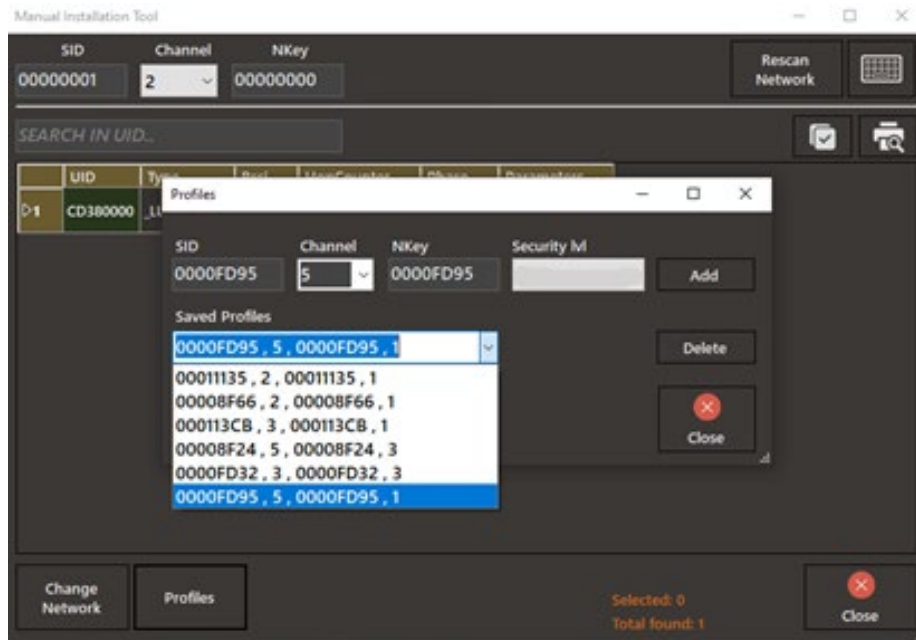 Manual Installation Tool
SID Channel NKey
00000001 2 00000000
Rescan
Network
SEARCH IN UID...
UID
Profiles
1 CD380000
SID Channel NKey Security lvl
0000FD95 5 0000FD95
Add
Saved Profiles
0000FD95 , 5 , 0000FD95 , 1
Delete
00011135 , 2 , 00011135 , 1
00008F66 , 2 , 00008F66 , 1
000113CB , 3 , 000113CB , 1
00008F24 , 5 , 00008F24 , 3
0000FD32 , 3 , 0000FD32 , 3
0000FD95 , 5 , 0000FD95 , 1
Close
Change
Network
Profiles
Selected: 0
Total found: 1
Close